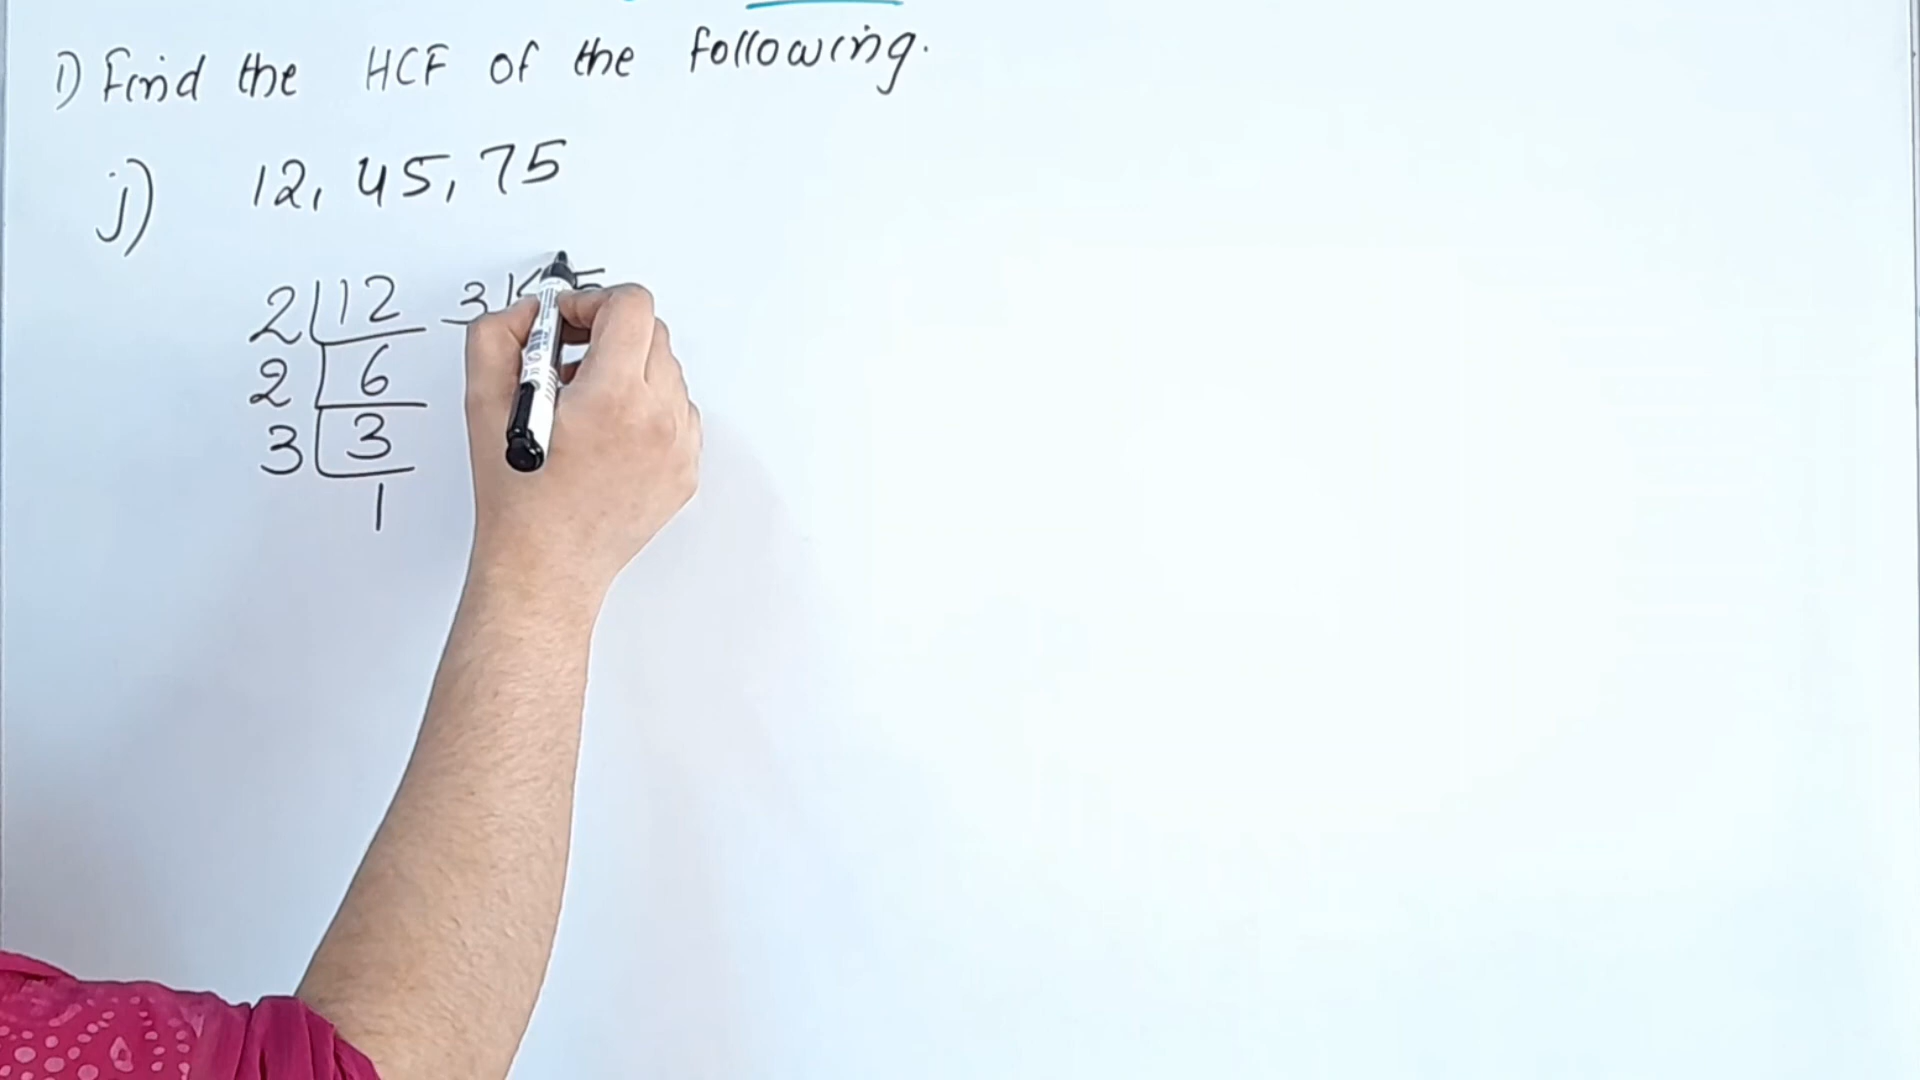 1) Find the HCF of the following.
j) 12, 45, 75
2 12 3
2 6
3 3
1